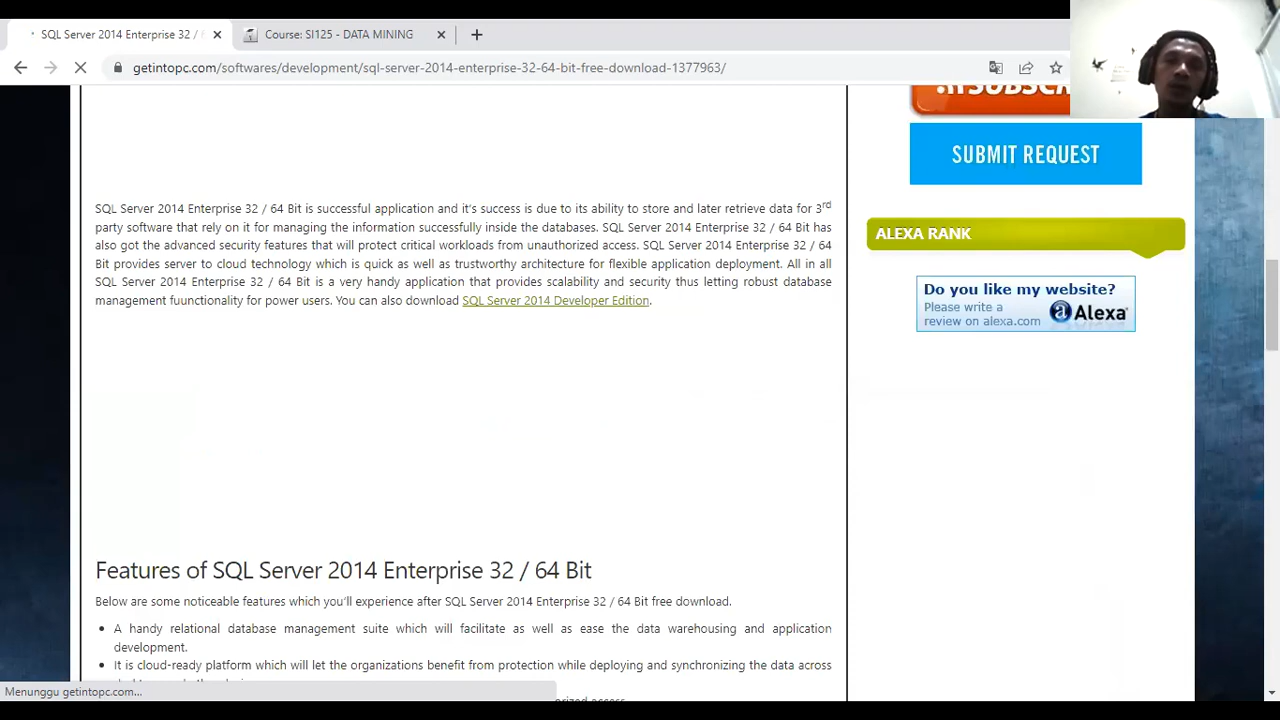 SQL Server 2014 Enterprise 32 /
Course: SI125 - DATA MINING
getintopc.com/softwares/development/sql-server-2014-enterprise-32-64-bit-free-download-1377963/
SUBMIT REQUEST
SQL Server 2014 Enterprise 32 / 64 Bit is successful application and it's success is due to its ability to store and later retrieve data for 3rd
party software that rely on it for managing the information successfully inside the databases. SQL Server 2014 Enterprise 32 / 64 Bit has
also got the advanced security features that will protect critical workloads from unauthorized access. SQL Server 2014 Enterprise 32 / 64
Bit provides server to cloud technology which is quick as well as trustworthy architecture for flexible application deployment. All in all
SQL Server 2014 Enterprise 32 / 64 Bit is a very handy application that provides scalability and security thus letting robust database
management fuunctionality for power users. You can also download SQL Server 2014 Developer Edition.
ALEXA RANK
Do you like my website?
Please write a
review on alexa.com
a Alexa
Features of SQL Server 2014 Enterprise 32 / 64 Bit
Below are some noticeable features which you'll experience after SQL Server 2014 Enterprise 32 / 64 Bit free download.
• A handy relational database management suite which will facilitate as well as ease the data warehousing and application
development.
• It is cloud-ready platform which will let the organizations benefit from protection while deploying and synchronizing the data across
Menunggu getintopc.com...